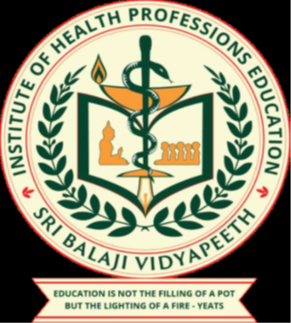 INSTITUTE OF HEALTH PROFESSIONS EDUCATION
SRI BALAJI VIDYAPEETH
EDUCATION IS NOT THE FILLING OF A POT
BUT THE LIGHTING OF A FIRE - YEATS